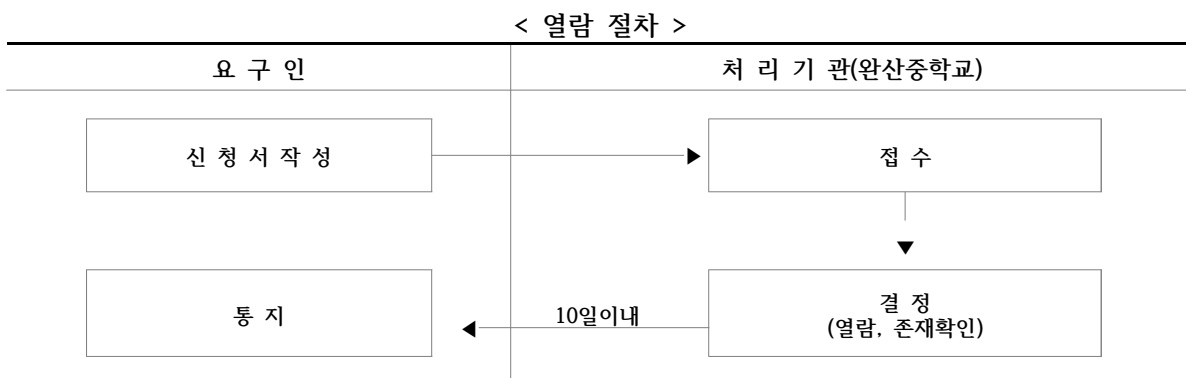 < 열람 절차 >
요 구 인
처 리 기 관(완산중학교)
신 청 서 작 성
접 수
통 지
10일이내
결 정
(열람, 존재확인)